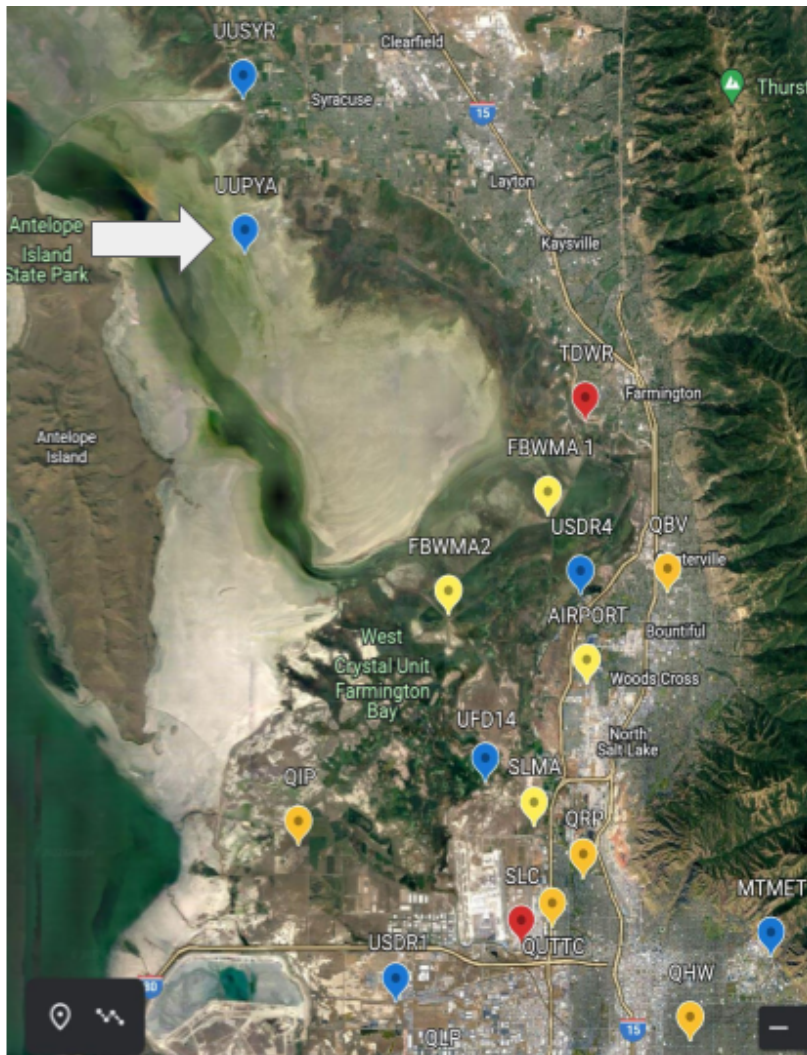 UUSYR
Clearfield
Syracuse
15
Thurst
UUPYA
Layton
Antelope
Island
State Park
Kaysville
TDWR
Farmington
Antelope
Island
FBWMA 1
USDR4
QBV
FBWMA2
terville
AIRPORT
Bountiful
West
Crystal Unit
Farmington
Bay
Woods Cross
UFD14
North
Salt Lake
SLMA
QIP
QRP
SLC
MTMET
USDR1
QUTTC
80
QHW
QLP
15